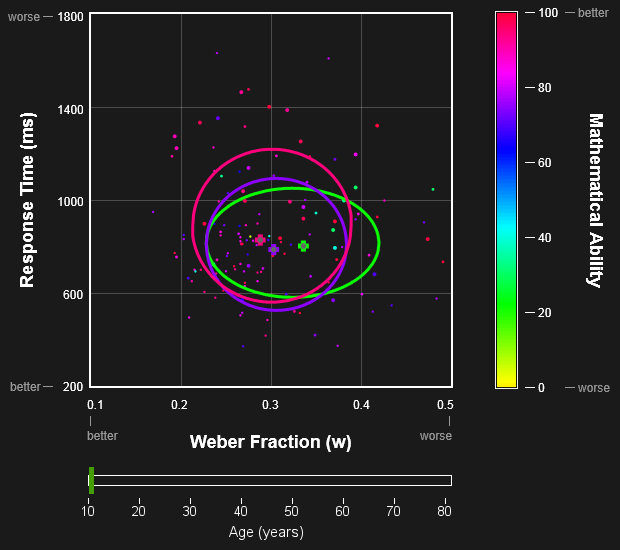 worse
1800
1400
1000
600
better
200
Response Time (ms)
0.1
0.2
0.3
0.4
0.5
better
worse
Weber Fraction (w)
10
20
30
40
50
60
70
80
Age (years)
100
better
80
60
40
20
0
worse
Mathematical Ability